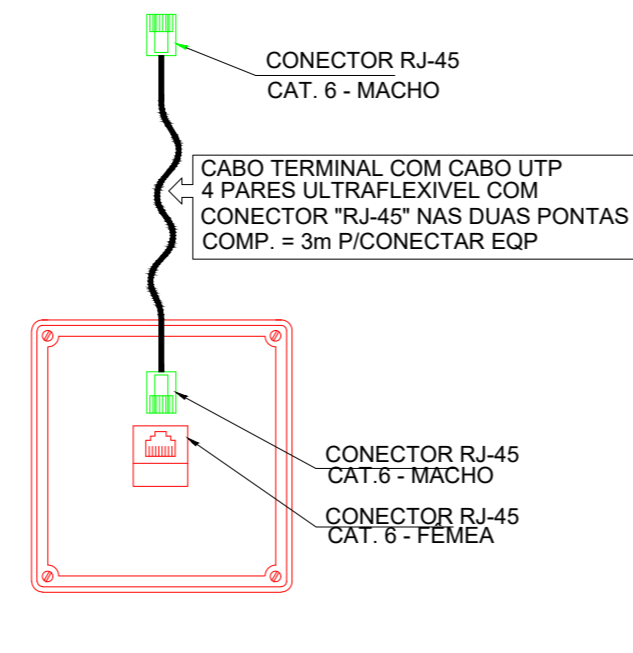 CONECTOR RJ-45
CAT. 6 - MACHO
CABO TERMINAL COM CABO UTP
4 PARES ULTRAFLEXIVEL COM
CONECTOR "RJ-45" NAS DUAS PONTAS
COMP. = 3m P/CONECTAR EQP
CONECTOR RJ-45
CAT.6 - MACHO
CONECTOR RJ-45
CAT. 6 - FÊMEA